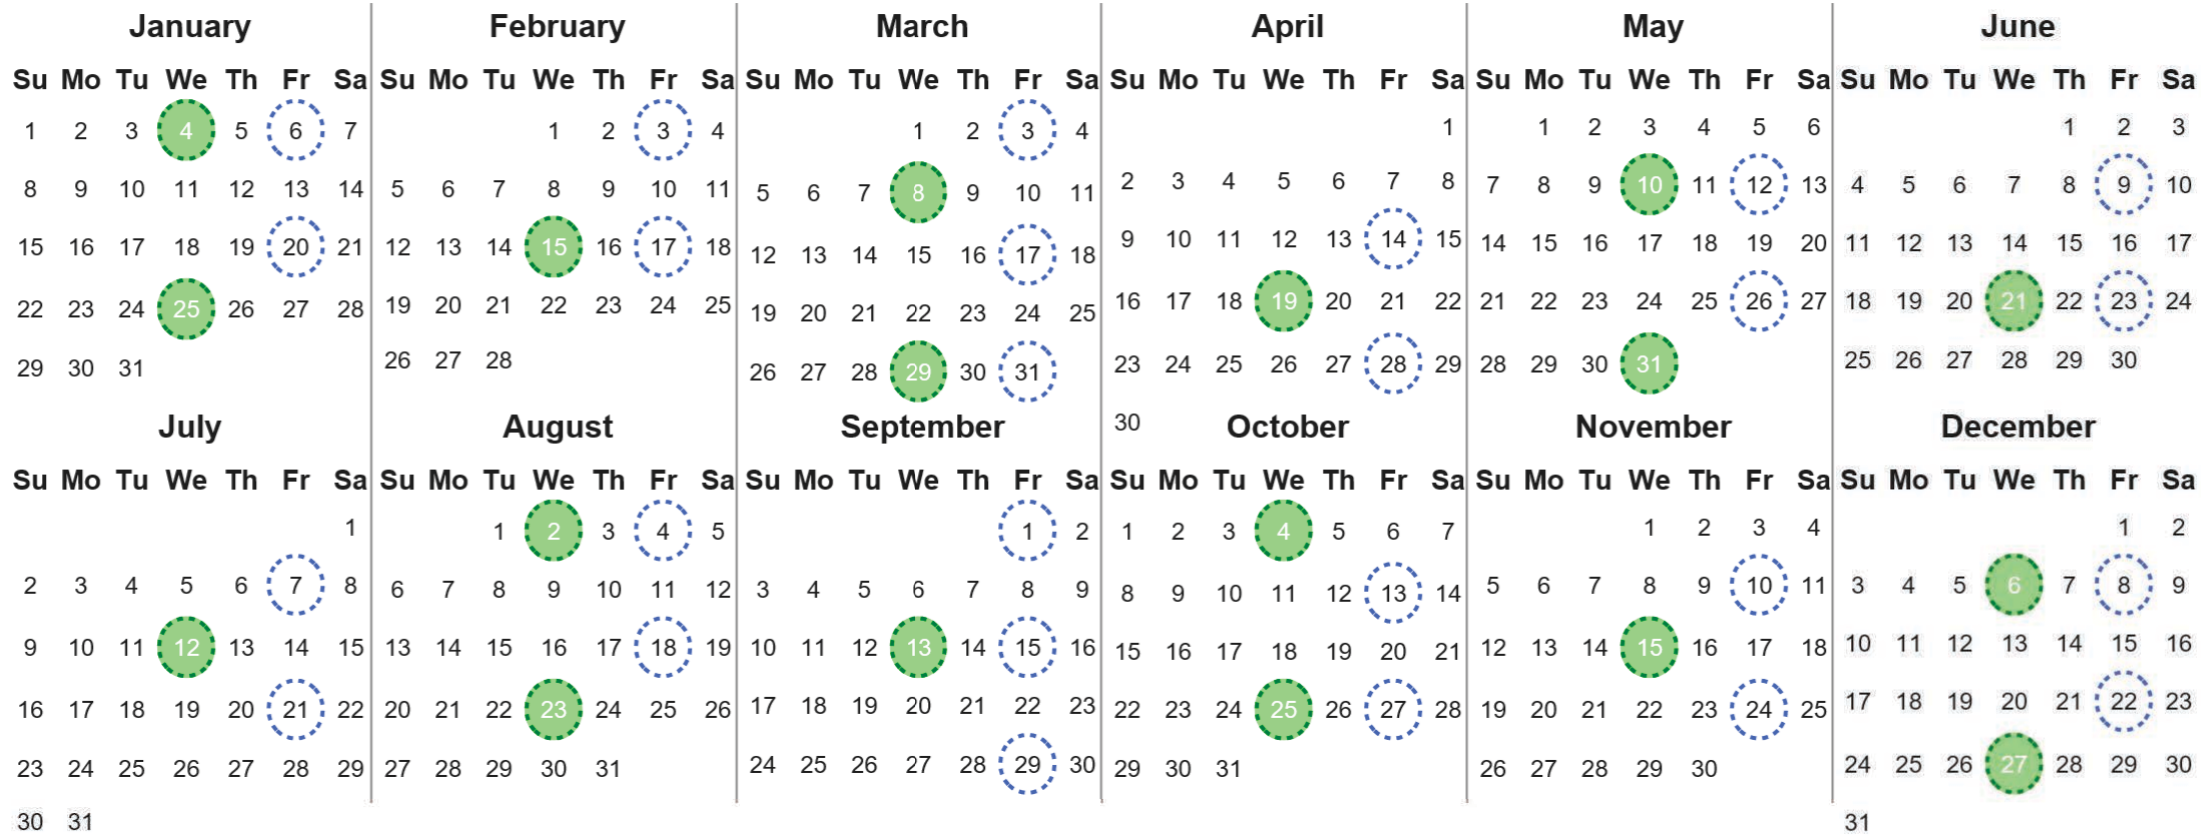 January February March April May June
Su Mo Tu We Th Fr Sa Su Mo Tu We Th Fr Sa Su Mo Tu We Th Fr Sa Su Mo Tu We Th Fr Sa Su Mo Tu We Th Fr Sa Su Mo Tu We Th Fr Sa
1 2 3 4 5 6 7 1 2 3 4 1 2 3 4 1 1 2 3 4 5 6 1 2 3
8 9 10 11 12 13 14 5 6 7 8 9 10 11 5 6 7 8 9 10 11 2 3 4 5 6 7 8 7 8 9 10 11 12 13 4 5 6 7 8 9 10
15 16 17 18 19 20 21 12 13 14 15 16 17 18 12 13 14 15 16 17 18 9 10 11 12 13 14 15 14 15 16 17 18 19 20 11 12 13 14 15 16 17
22 23 24 25 26 27 28 19 20 21 22 23 24 25 19 20 21 22 23 24 25 16 17 18 19 20 21 22 21 22 23 24 25 26 27 18 19 20 21 22 23 24
29 30 31 26 27 28 26 27 28 29 30 31 23 24 25 26 27 28 29 28 29 30 31 25 26 27 28 29 30
30
July August September October November December
Su Mo Tu We Th Fr Sa Su Mo Tu We Th Fr Sa Su Mo Tu We Th Fr Sa Su Mo Tu We Th Fr Sa Su Mo Tu We Th Fr Sa Su Mo Tu We Th Fr Sa
1 1 2 3 4 5 1 2 1 2 3 4 5 6 7 1 2 3 4 1 2
2 3 4 5 6 7 8 6 7 8 9 10 11 12 3 4 5 6 7 8 9 8 9 10 11 12 13 14 5 6 7 8 9 10 11 3 4 5 6 7 8 9
9 10 11 12 13 14 15 13 14 15 16 17 18 19 10 11 12 13 14 15 16 15 16 17 18 19 20 21 12 13 14 15 16 17 18 10 11 12 13 14 15 16
16 17 18 19 20 21 22 20 21 22 23 24 25 26 17 18 19 20 21 22 23 22 23 24 25 26 27 28 19 20 21 22 23 24 25 17 18 19 20 21 22 23
23 24 25 26 27 28 29 27 28 29 30 31 24 25 26 27 28 29 30 29 30 31 26 27 28 29 30 24 25 26 27 28 29 30
30 31 31